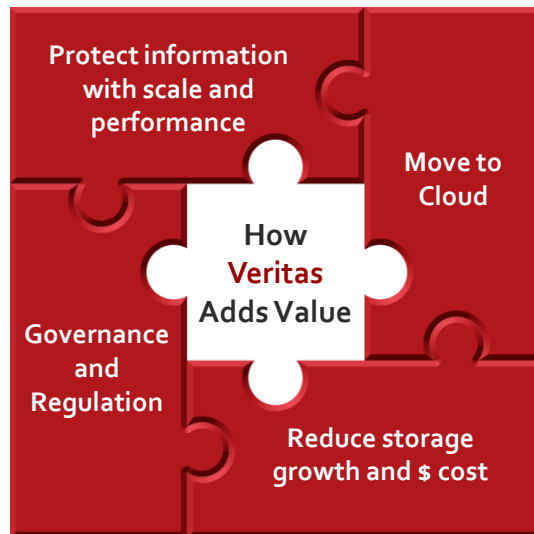 Protect information
with scale and
performance
Move to
Cloud
How
Veritas
Adds Value
Governance
and
Regulation
Reduce storage
growth and $ cost